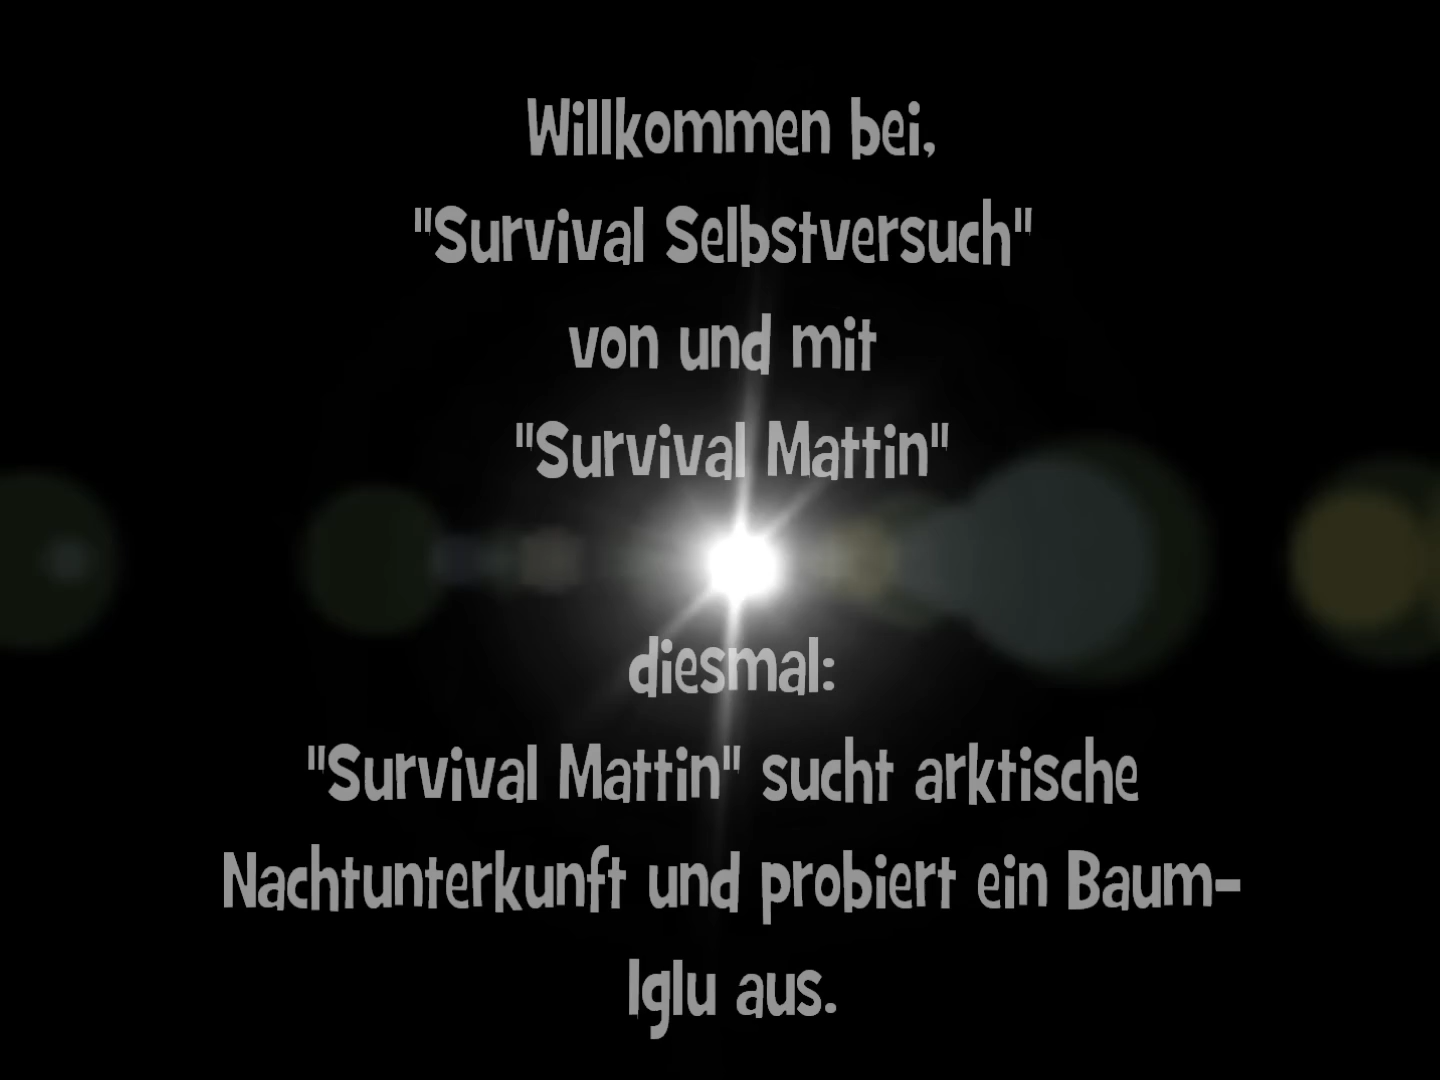 Willkommen bei,
"Survival Selbstversuch"
von und mit
"Survival Mattin"
diesmal:
"Survival Mattin" sucht arktische
Nachtunterkunft und probiert ein Baum-
Iglu aus.